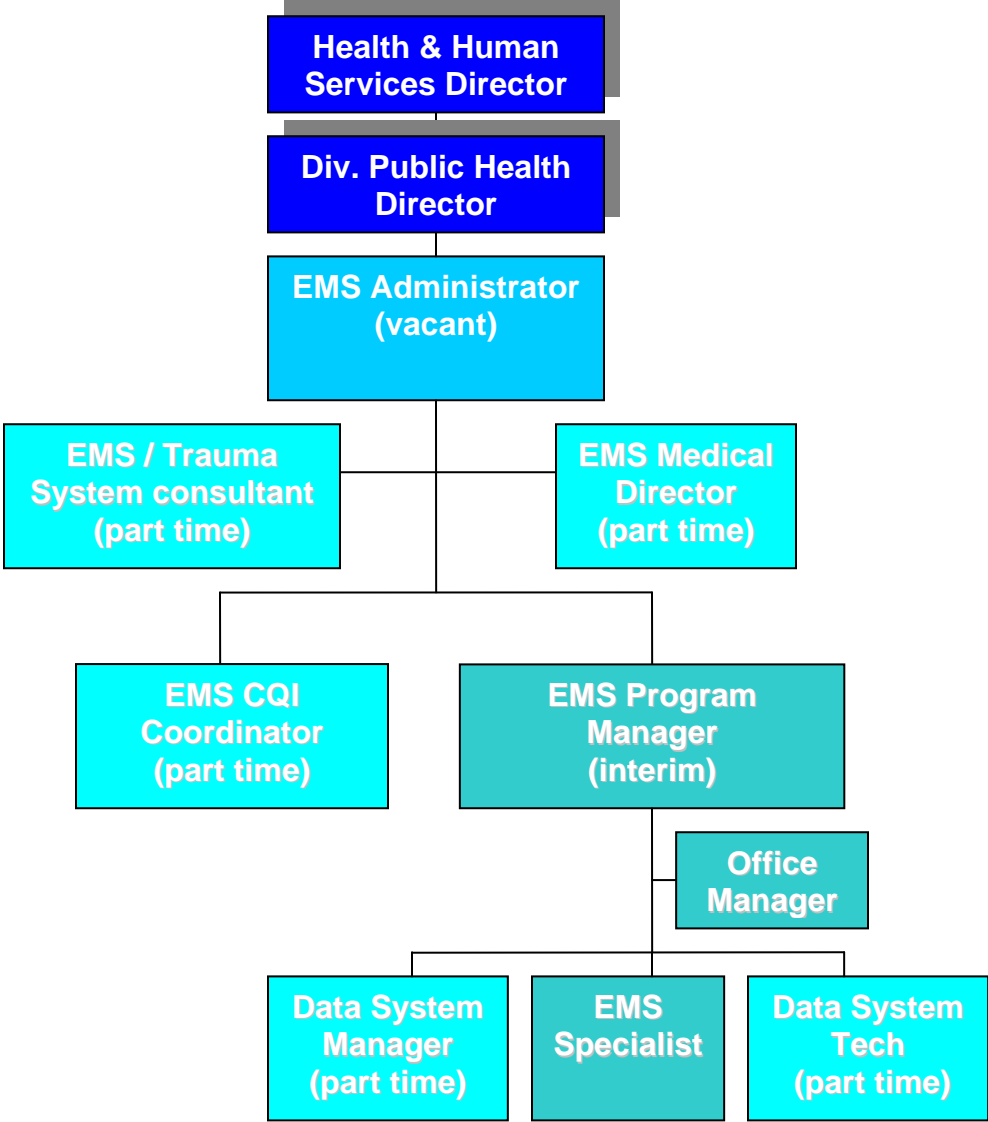 Health & Human
Services Director
Div. Public Health
Director
EMS Administrator
(vacant)
EMS / Trauma
System consultant
(part time)
EMS Medical
Director
(part time)
EMS CQI
Coordinator
(part time)
EMS Program
Manager
(interim)
Office
Manager
Data System
Manager
(part time)
EMS
Specialist
Data System
Tech
(part time)